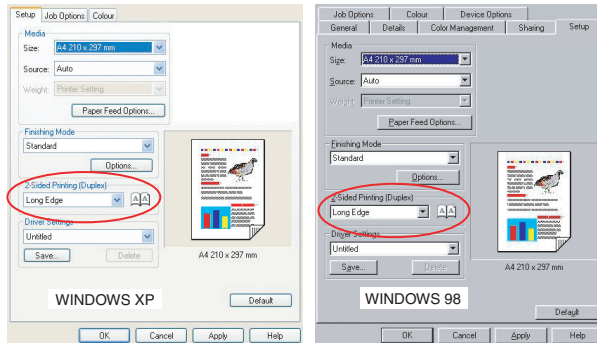 Setup Job Options Colour
Media
Size: A4 210 x 297 mm
Source: Auto
Weight: Printer Setting
Paper Feed Options...
Finishing Mode
Standard
Options...
2-Sided Printing (Duplex)
Long Edge
A A
Driver Settings
Untitled
Save... Delete
A4 210 x 297 mm
WINDOWS XP
Default
OK Cancel Apply Help
Job Options Colour Device Options
General Details Color Management Sharing Setup
Media
Size: A4 210 x 297 mm
Source: Auto
Weight: Printer Setting
Paper Feed Options...
Finishing Mode
Standard
Options...
2-Sided Printing (Duplex)
Long Edge
A A
Driver Settings
Untitled
Save... Delete
A4 210 x 297 mm
WINDOWS 98
Default
OK Cancel Apply Help